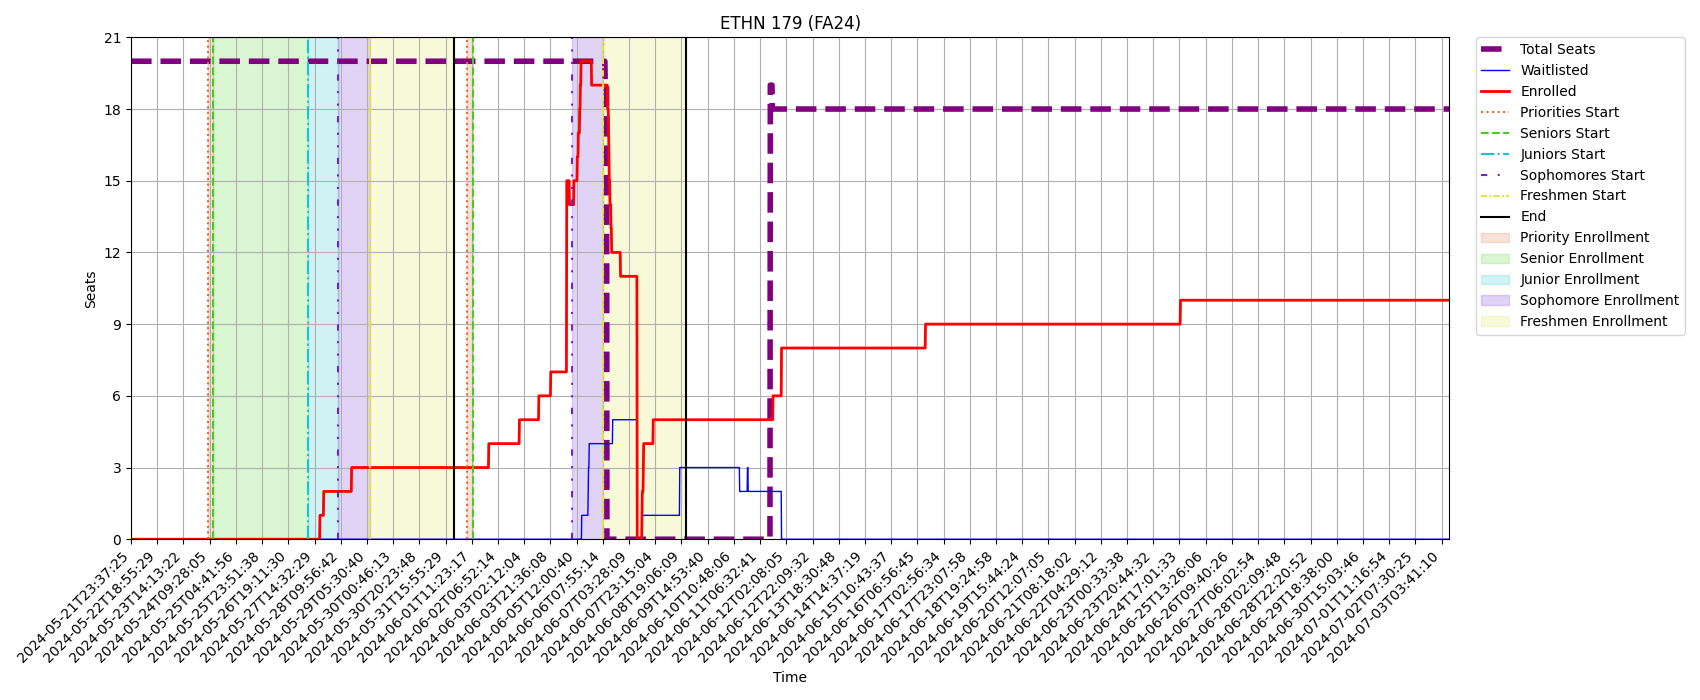 ETHN 179 (FA24)
Seats
21
18
15
12
9
6
3
0
2024-05-21T23:37:25
2024-05-22T18:55:29
2024-05-23T14:13:22
2024-05-24T09:28:05
2024-05-25T04:41:56
2024-05-25T23:51:38
2024-05-26T19:11:30
2024-05-27T14:32:29
2024-05-28T09:56:42
2024-05-29T05:30:40
2024-05-30T00:46:13
2024-05-30T20:23:48
2024-05-31T15:55:29
2024-06-01T11:23:17
2024-06-02T06:52:14
2024-06-03T02:12:04
2024-06-03T21:36:08
2024-06-05T12:00:40
2024-06-06T07:55:14
2024-06-07T03:28:09
2024-06-07T23:15:04
2024-06-08T19:06:09
2024-06-09T14:53:40
2024-06-10T10:48:06
2024-06-11T06:32:41
2024-06-12T02:08:05
2024-06-12T22:09:32
2024-06-13T18:30:48
2024-06-14T14:37:19
2024-06-15T10:43:37
2024-06-16T06:56:45
2024-06-17T02:56:34
2024-06-17T23:07:58
2024-06-18T19:24:58
2024-06-19T15:44:24
2024-06-20T12:07:05
2024-06-21T08:18:02
2024-06-22T04:29:12
2024-06-23T00:33:38
2024-06-23T20:44:32
2024-06-24T17:01:33
2024-06-25T13:26:06
2024-06-26T09:40:26
2024-06-27T06:02:54
2024-06-28T02:09:48
2024-06-28T22:20:52
2024-06-29T18:38:00
2024-06-30T15:03:46
2024-07-01T11:16:54
2024-07-02T07:30:25
2024-07-03T03:41:10
Time
Total Seats
Waitlisted
Enrolled
Priorities Start
Seniors Start
Juniors Start
Sophomores Start
Freshmen Start
End
Priority Enrollment
Senior Enrollment
Junior Enrollment
Sophomore Enrollment
Freshmen Enrollment